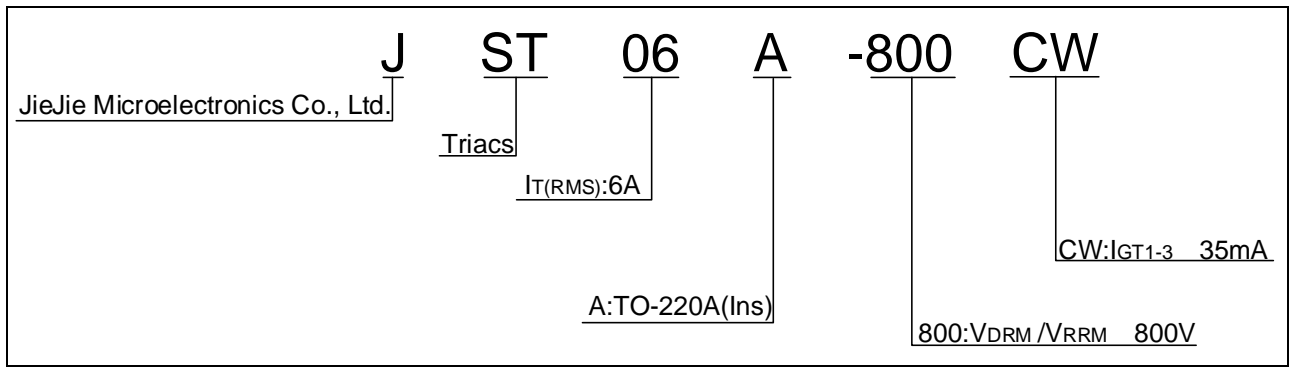 J ST 06 A -800 CW
JieJie Microelectronics Co., Ltd.
Triacs
IT(RMS):6A
CW:IGT1-3 35mA
A:TO-220A(Ins)
800:VDRM /VRRM 800V